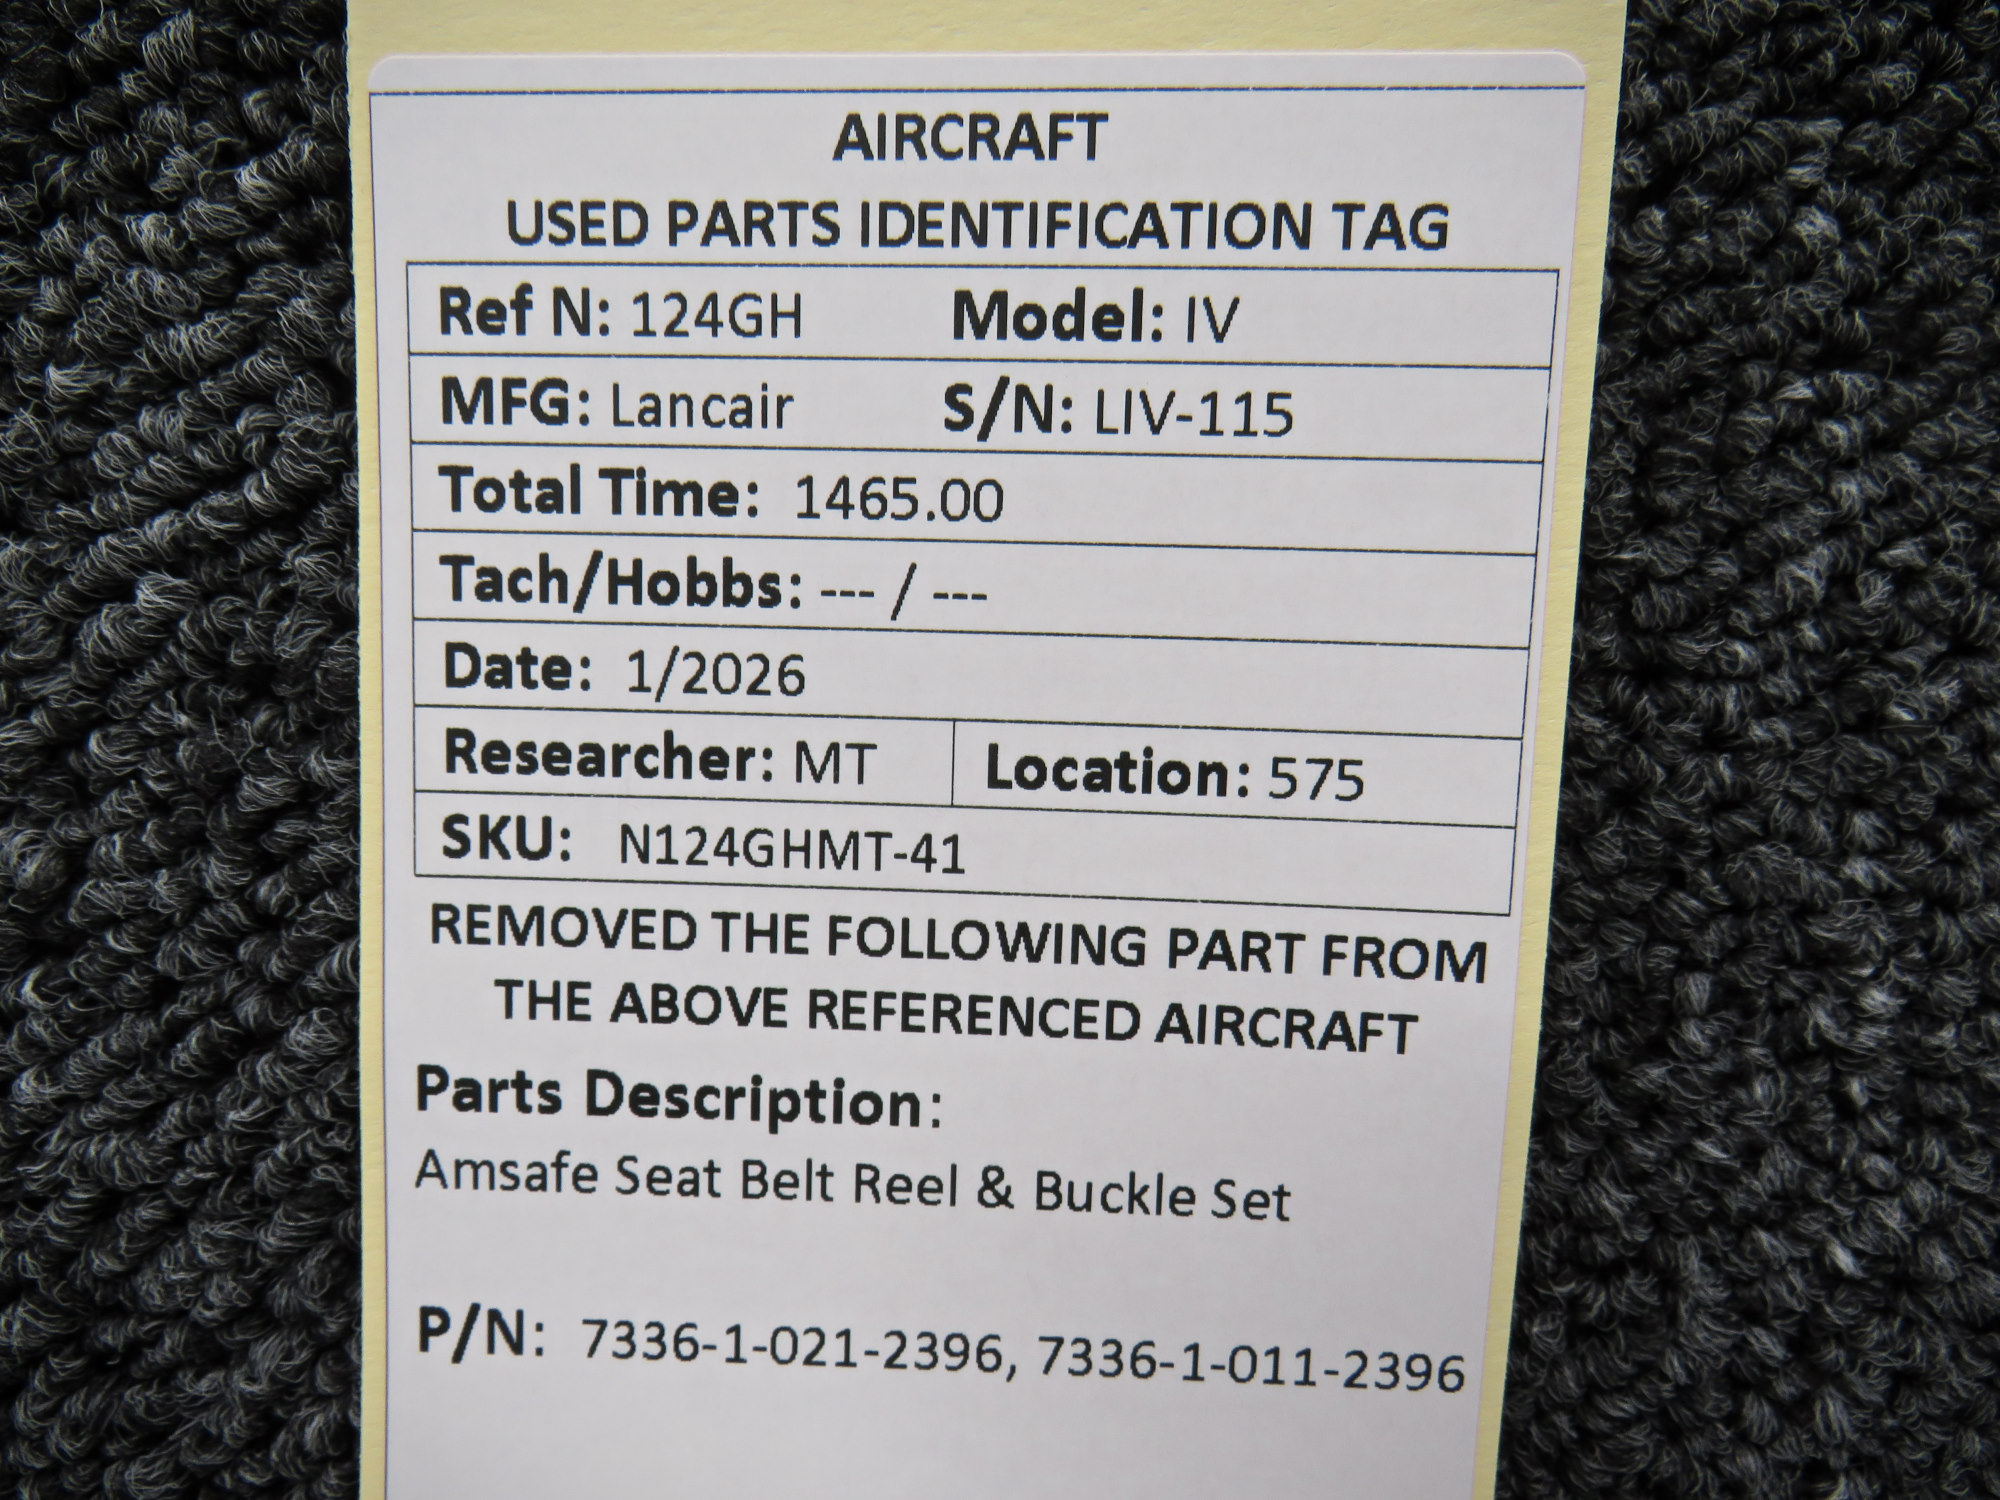 AIRCRAFT
USED PARTS IDENTIFICATION TAG
Ref N: 124GH Model: IV
MFG: Lancair S/N: LIV-115
Total Time: 1465.00
Tach/Hobbs: --- / ---
Date: 1/2026
Researcher: MT Location: 575
SKU: N124GHMT-41
REMOVED THE FOLLOWING PART FROM
THE ABOVE REFERENCED AIRCRAFT
Parts Description:
Amsafe Seat Belt Reel & Buckle Set
P/N: 7336-1-021-2396, 7336-1-011-2396